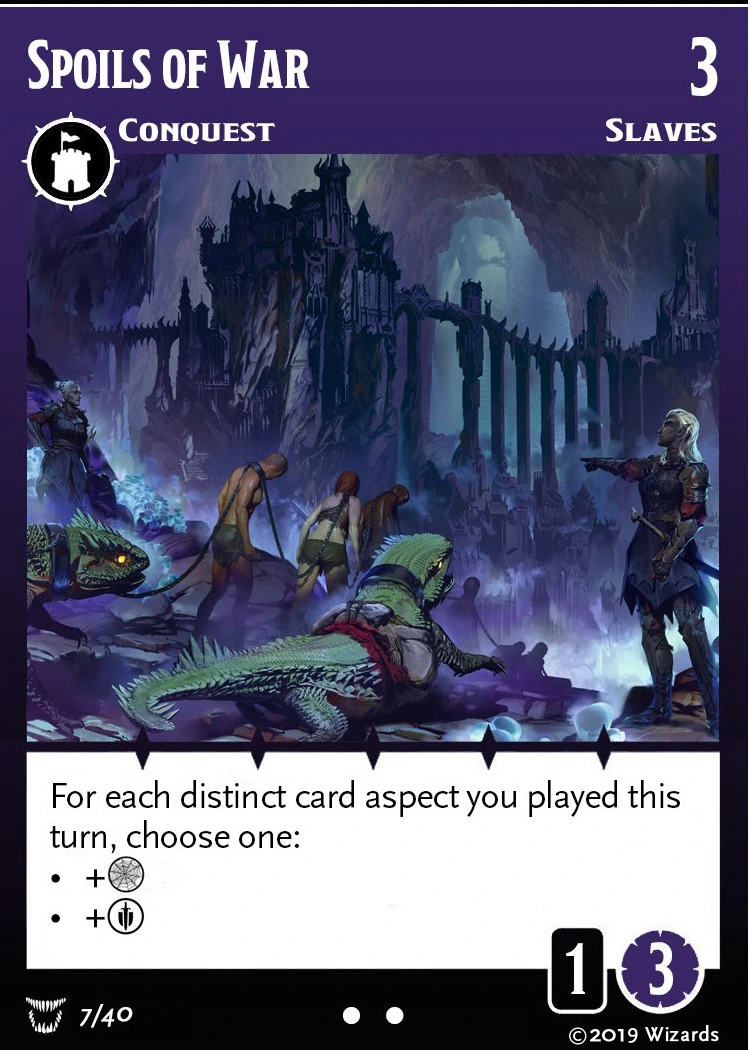 Spoils of War 3
Conquest Slaves
For each distinct card aspect you played this
turn, choose one:
• +
• +
1 3
7/40
©2019 Wizards